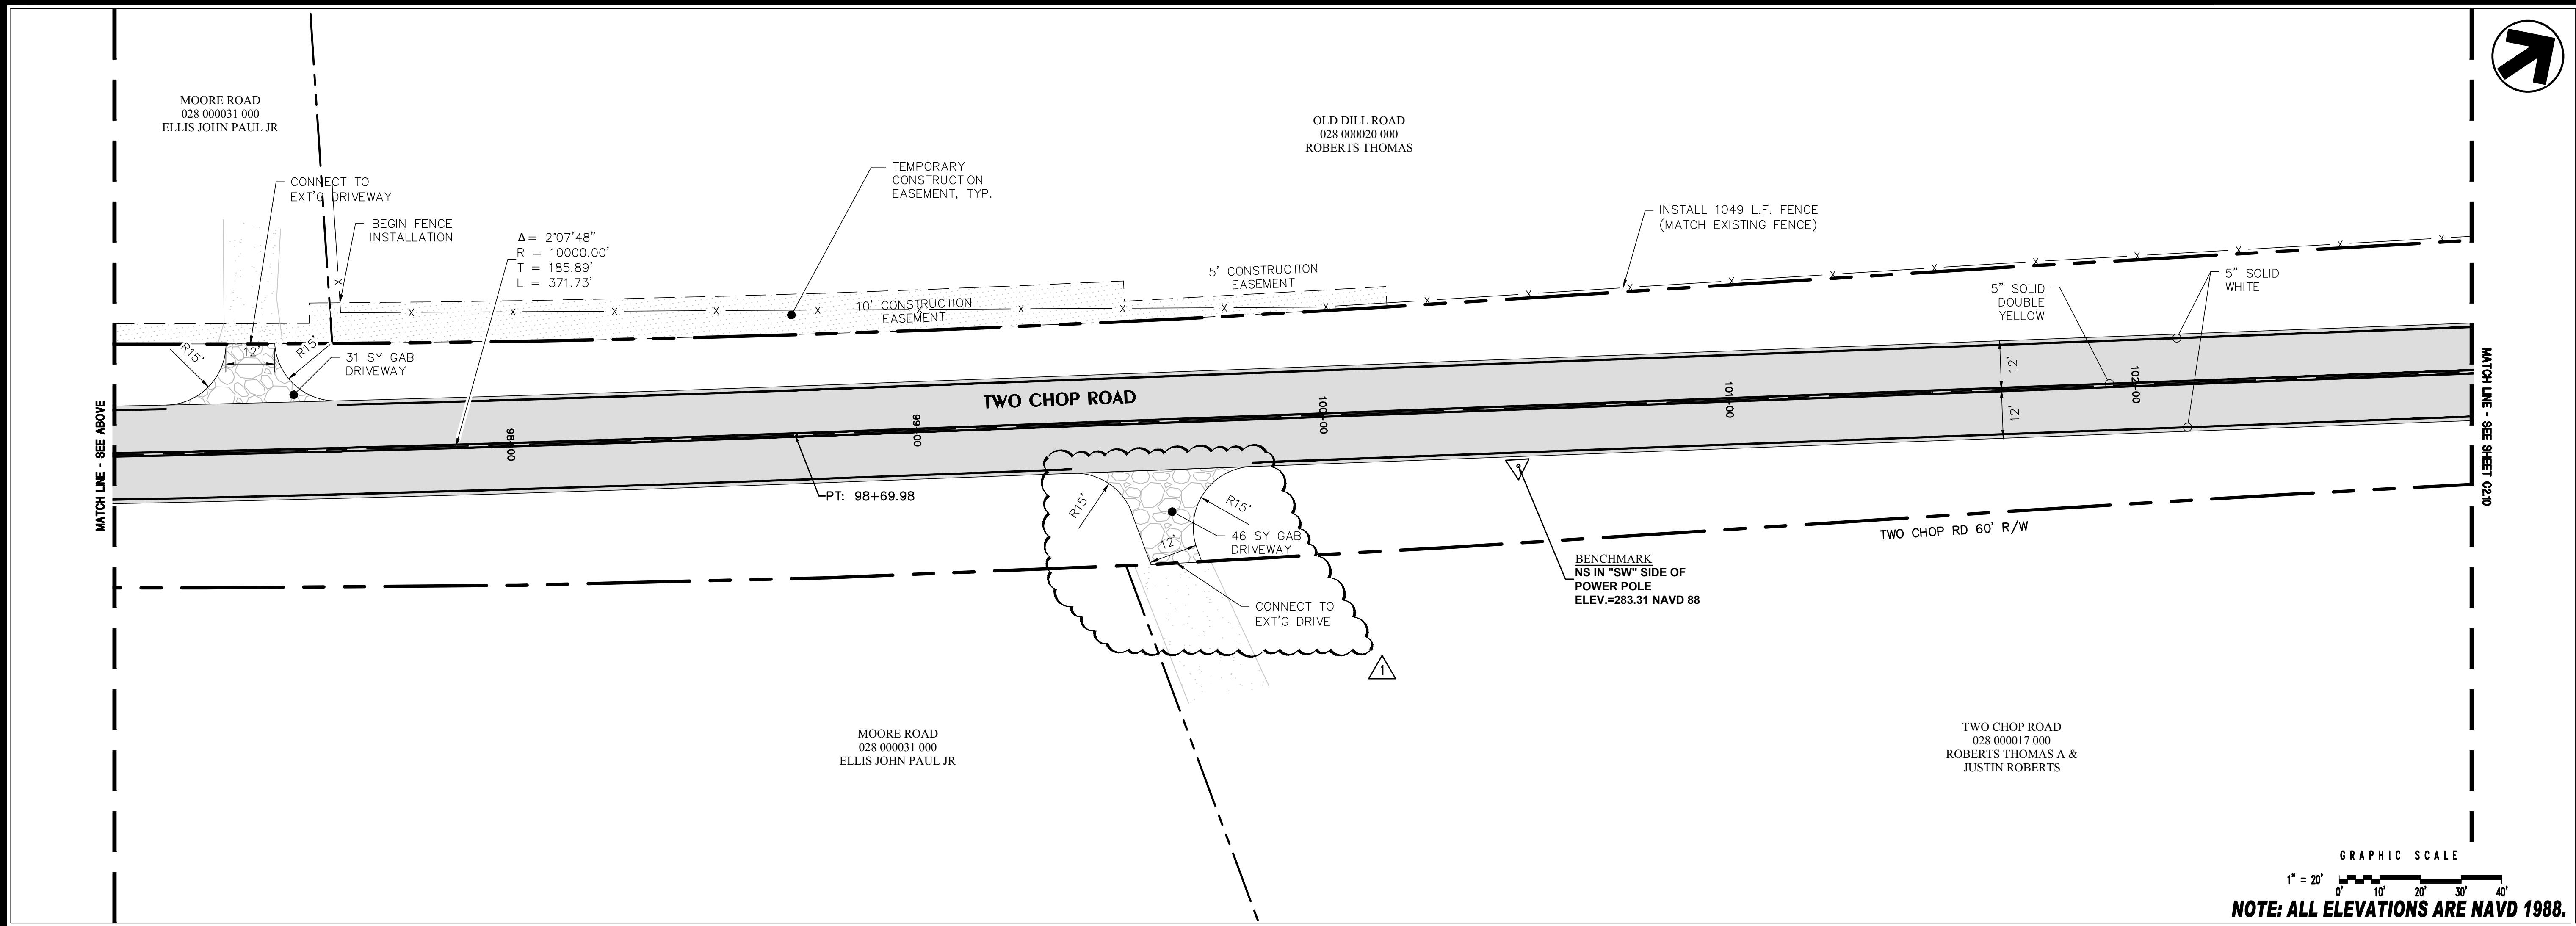 MOORE ROAD
028 000031 000
ELLIS JOHN PAUL JR
OLD DILL ROAD
028 000020 000
ROBERTS THOMAS
CONNECT TO
EXT'G DRIVEWAY
BEGIN FENCE
INSTALLATION
Δ= 2°07'48"
R = 10000.00'
T = 185.89'
L = 371.73'
TEMPORARY
CONSTRUCTION
EASEMENT, TYP.
10' CONSTRUCTION
EASEMENT
5' CONSTRUCTION
EASEMENT
INSTALL 1049 L.F. FENCE
(MATCH EXISTING FENCE)
5" SOLID
DOUBLE
YELLOW
5" SOLID
WHITE
R15'
12'
R15'
31 SY GAB
DRIVEWAY
MATCH LINE - SEE ABOVE
TWO CHOP ROAD
98+00
99+00
100+00
101+00
102+00
12'
12'
MATCH LINE - SEE SHEET C2.10
PT: 98+69.98
R15'
R15'
12'
46 SY GAB
DRIVEWAY
CONNECT TO
EXT'G DRIVE
1
BENCHMARK
NS IN "SW" SIDE OF
POWER POLE
ELEV.=283.31 NAVD 88
TWO CHOP RD 60' R/W
MOORE ROAD
028 000031 000
ELLIS JOHN PAUL JR
TWO CHOP ROAD
028 000017 000
ROBERTS THOMAS A &
JUSTIN ROBERTS
GRAPHIC SCALE
1" = 20'
0' 10' 20' 30' 40'
NOTE: ALL ELEVATIONS ARE NAVD 1988.